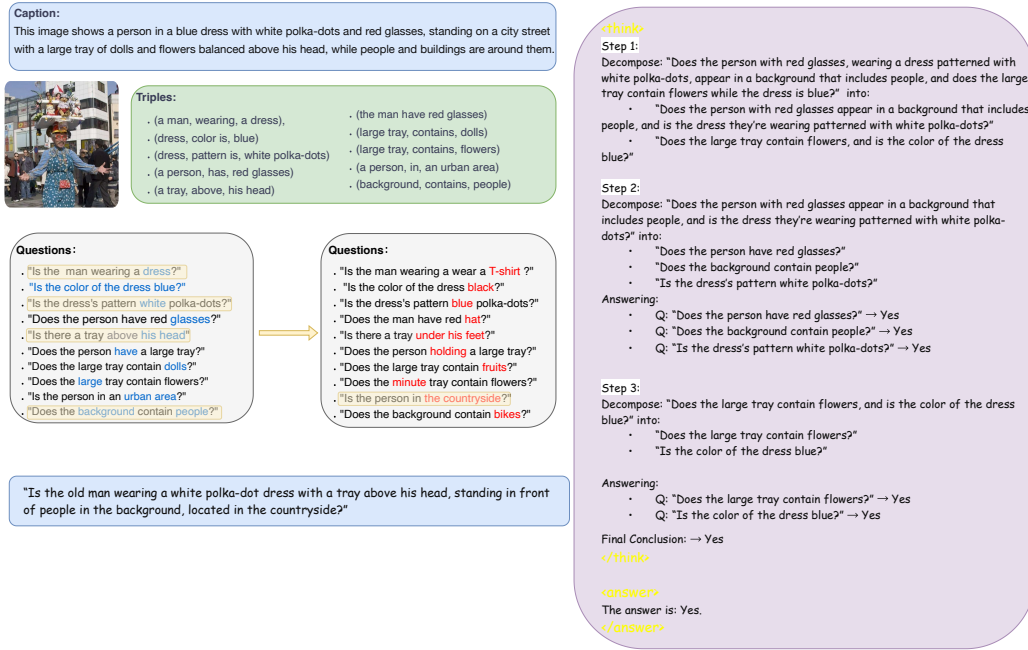 Caption:
This image shows a person in a blue dress with white polka-dots and red glasses, standing on a city street
with a large tray of dolls and flowers balanced above his head, while people and buildings are around them.
Triples:
. (a man, wearing, a dress),
. (dress, color is, blue)
. (dress, pattern is, white polka-dots)
. (a person, has, red glasses)
. (a tray, above, his head)
. (the man have red glasses)
. (large tray, contains, dolls)
. (large tray, contains, flowers)
. (a person, in, an urban area)
. (background, contains, people)
Questions:
. "Is the man wearing a dress?"
. "Is the color of the dress blue?"
. "Is the dress's pattern white polka-dots?"
. "Does the person have red glasses?"
. "Is there a tray above his head"
. "Does the person have a large tray?"
. "Does the large tray contain dolls?"
. "Does the large tray contain flowers?"
. "Is the person in an urban area?"
. "Does the background contain people?"
Questions:
. "Is the man wearing a wear a T-shirt ?"
. "Is the color of the dress black?"
. "Is the dress's pattern blue polka-dots?"
. "Does the man have red hat?"
. "Is there a tray under his feet?"
. "Does the person holding a large tray?"
. "Does the large tray contain fruits?"
. "Does the minute tray contain flowers?"
. "Is the person in the countryside?"
. "Does the background contain bikes?"
"Is the old man wearing a white polka-dot dress with a tray above his head, standing in front
of people in the background, located in the countryside?"
<think>
Step 1:
Decompose: "Does the person with red glasses, wearing a dress patterned with
white polka-dots, appear in a background that includes people, and does the large
tray contain flowers while the dress is blue?" into:
• "Does the person with red glasses appear in a background that includes
people, and is the dress they're wearing patterned with white polka-dots?"
• "Does the large tray contain flowers, and is the color of the dress
blue?"
Step 2:
Decompose: "Does the person with red glasses appear in a background that
includes people, and is the dress they're wearing patterned with white polka-
dots?" into:
• "Does the person have red glasses?"
• "Does the background contain people?"
• "Is the dress's pattern white polka-dots?"
Answering:
• Q: "Does the person have red glasses?" → Yes
• Q: "Does the background contain people?" → Yes
• Q: "Is the dress's pattern white polka-dots?" → Yes
Step 3:
Decompose: "Does the large tray contain flowers, and is the color of the dress
blue?" into:
• "Does the large tray contain flowers?"
• "Is the color of the dress blue?"
Answering:
• Q: "Does the large tray contain flowers?" → Yes
• Q: "Is the color of the dress blue?" → Yes
Final Conclusion: → Yes
</think>
<answer>
The answer is: Yes.
</answer>